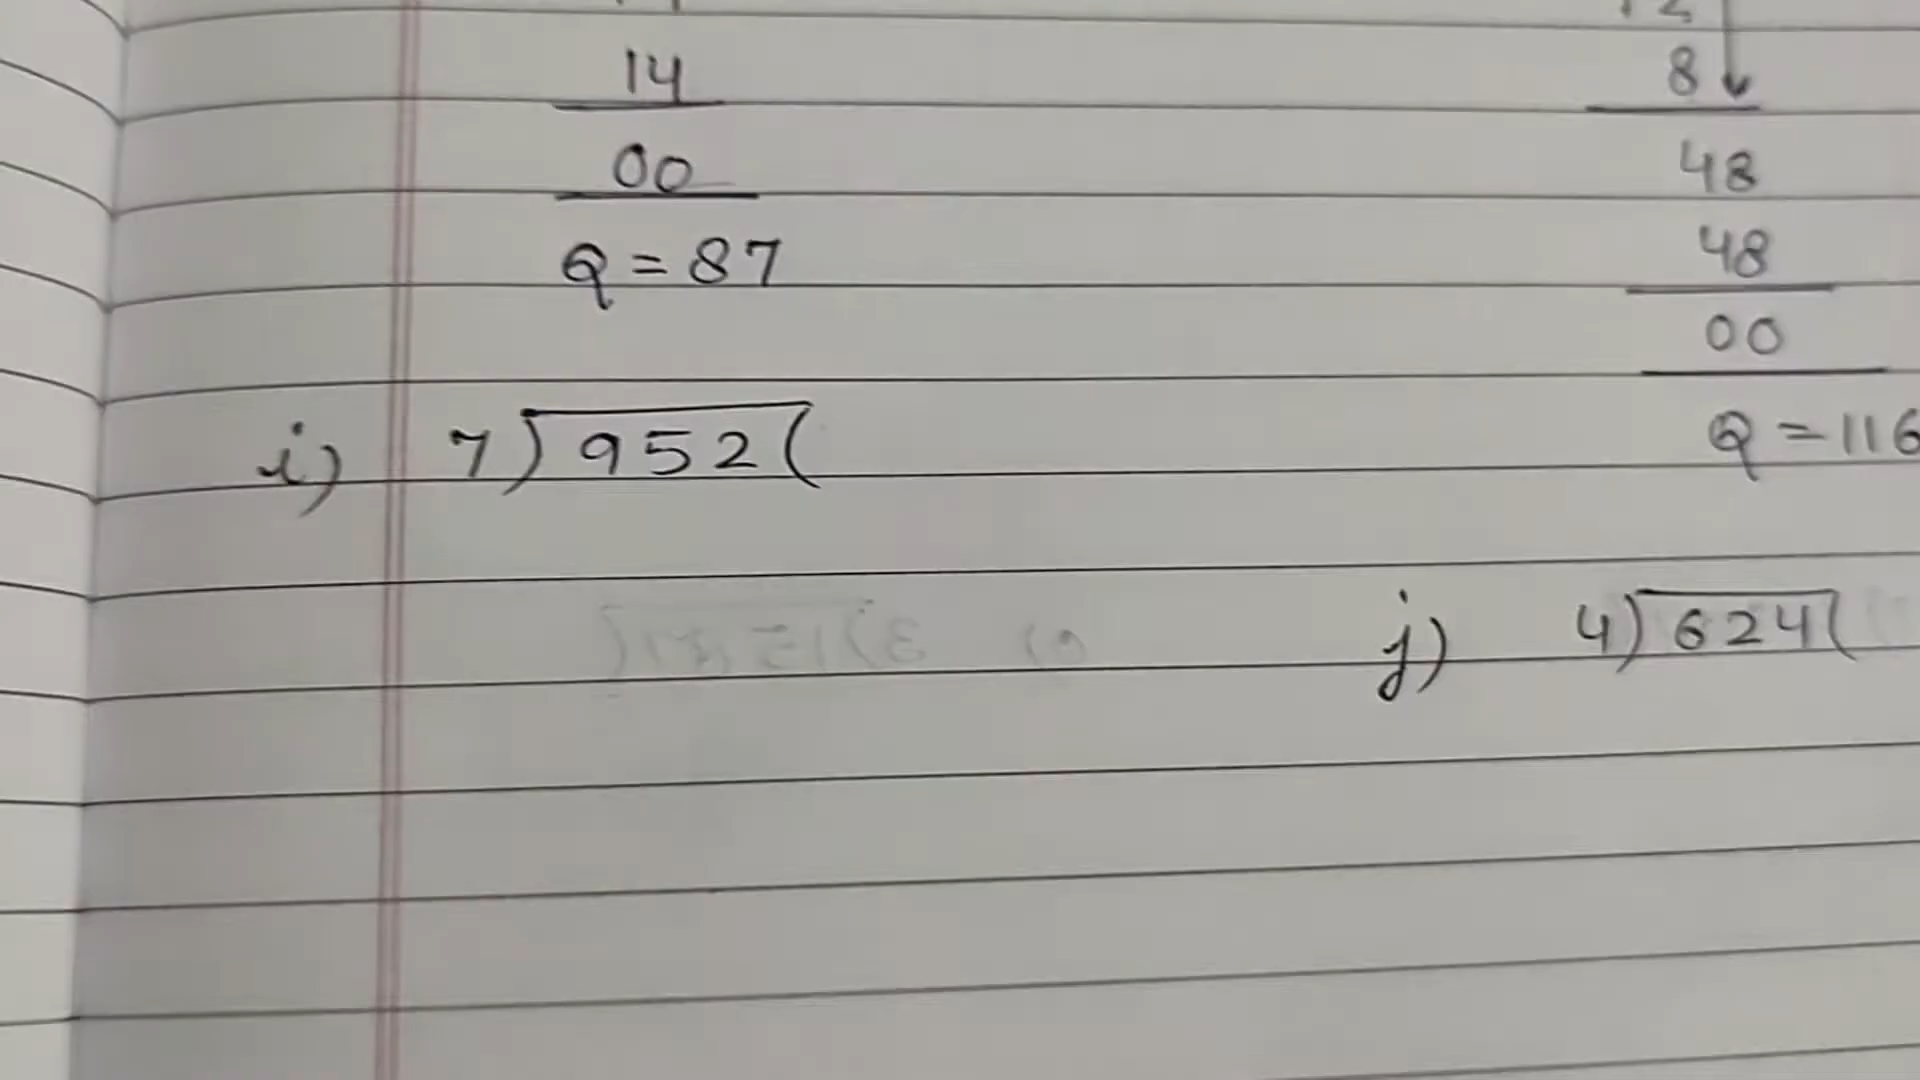 14
00
Q = 87
8
48
48
00
Q = 116
i) 7)952(
j) 4)624(